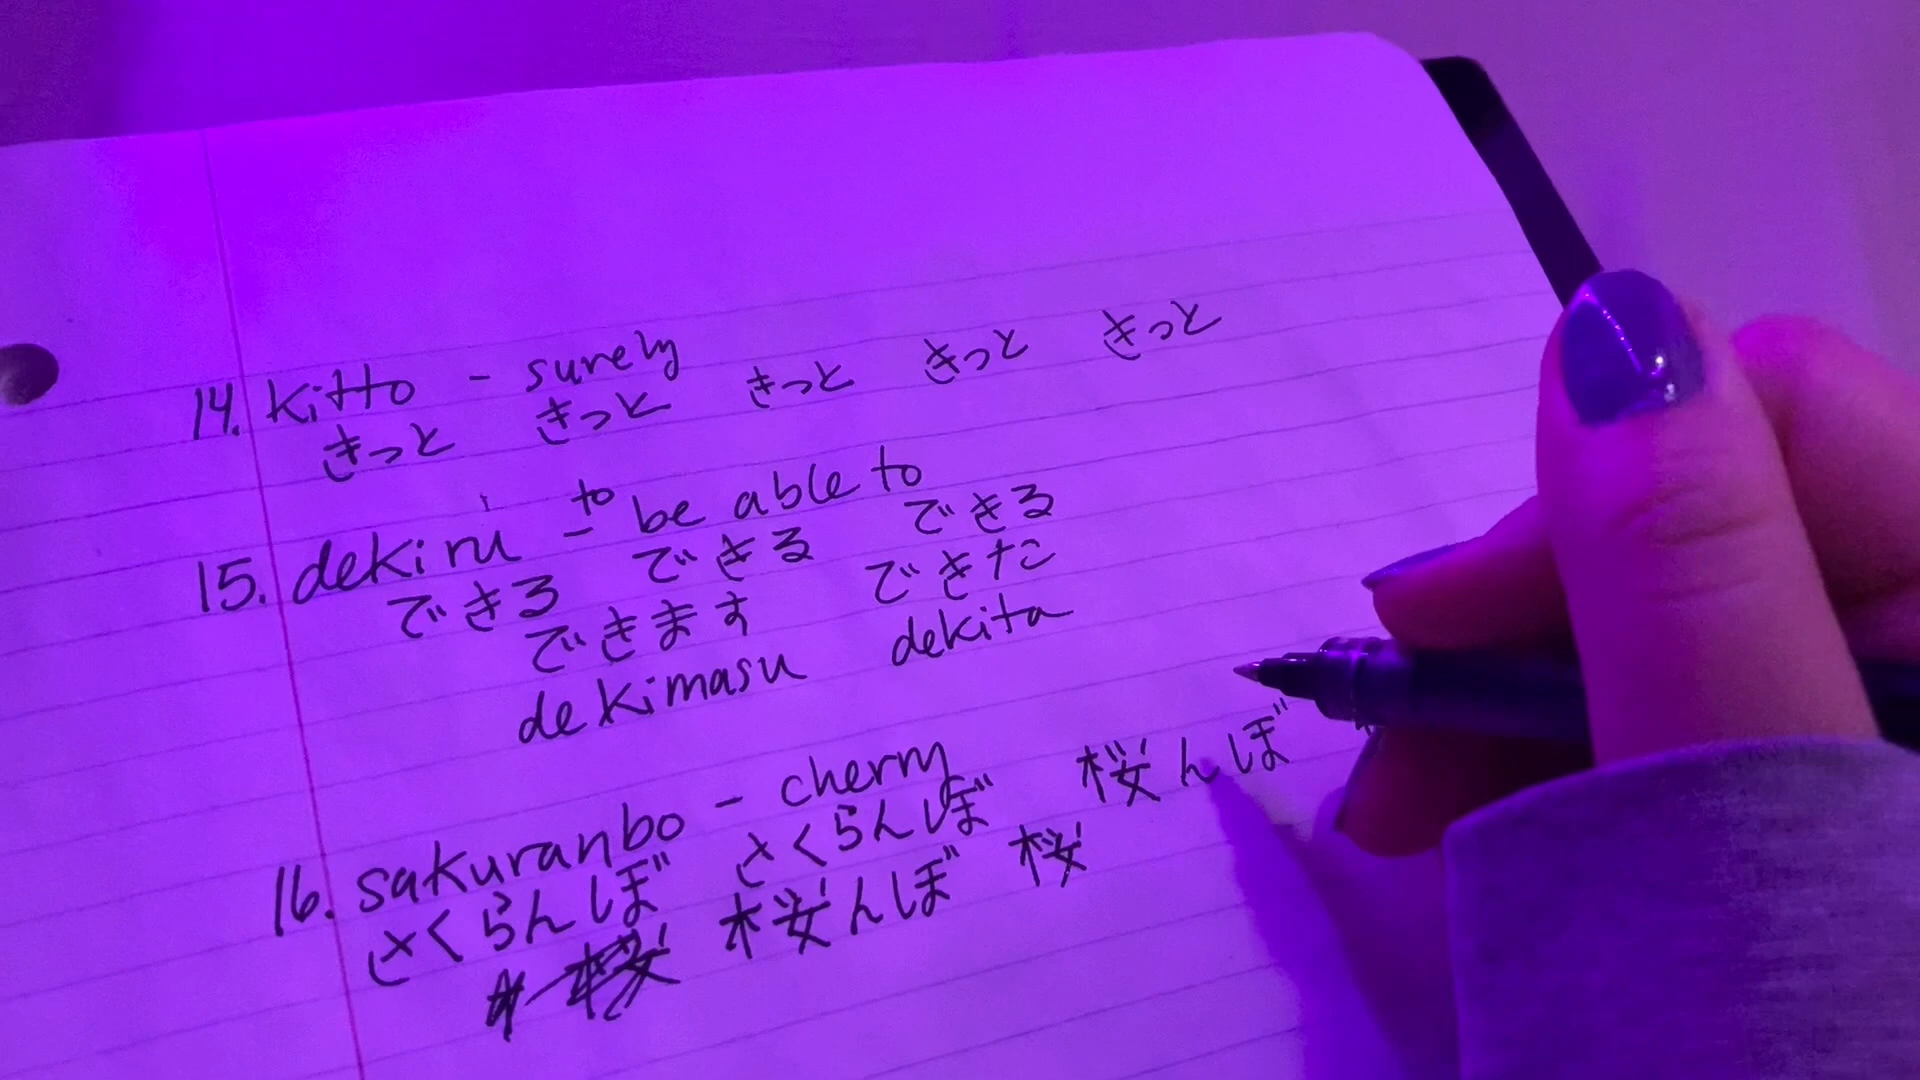 14. kitto - surely
きっと きっと きっと きっと きっと
15. dekiru - to be able to
できる できる できる
できます できた
dekimasu dekita
16. sakuranbo - cherry
さくらんぼ さくらんぼ 桜んぼ
桜んぼ 桜